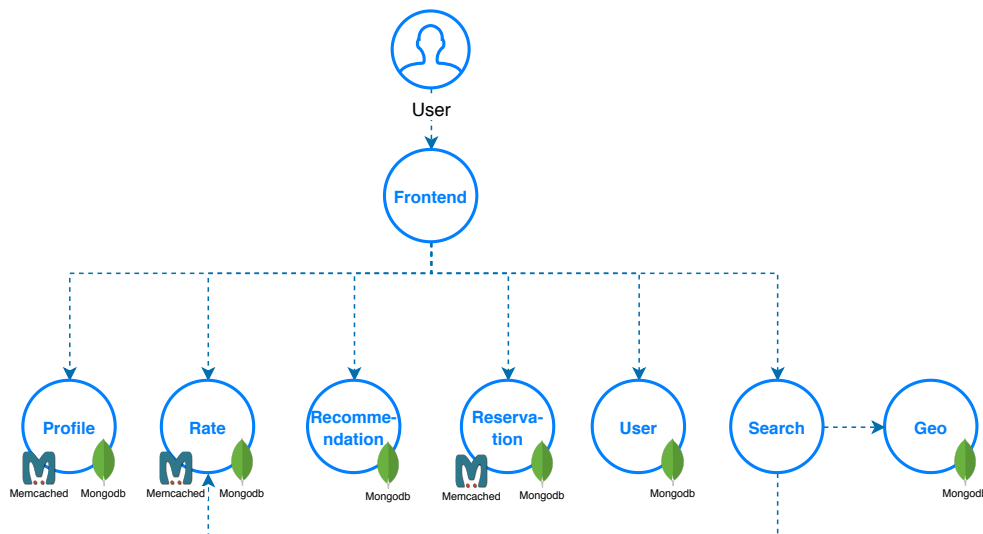 User
Frontend
Profile
Rate
Recomme-
ndation
Reserva-
tion
User
Search
Geo
Memcached
Mongodb
Memcached
Mongodb
Mongodb
Memcached
Mongodb
Mongodb
Mongodb